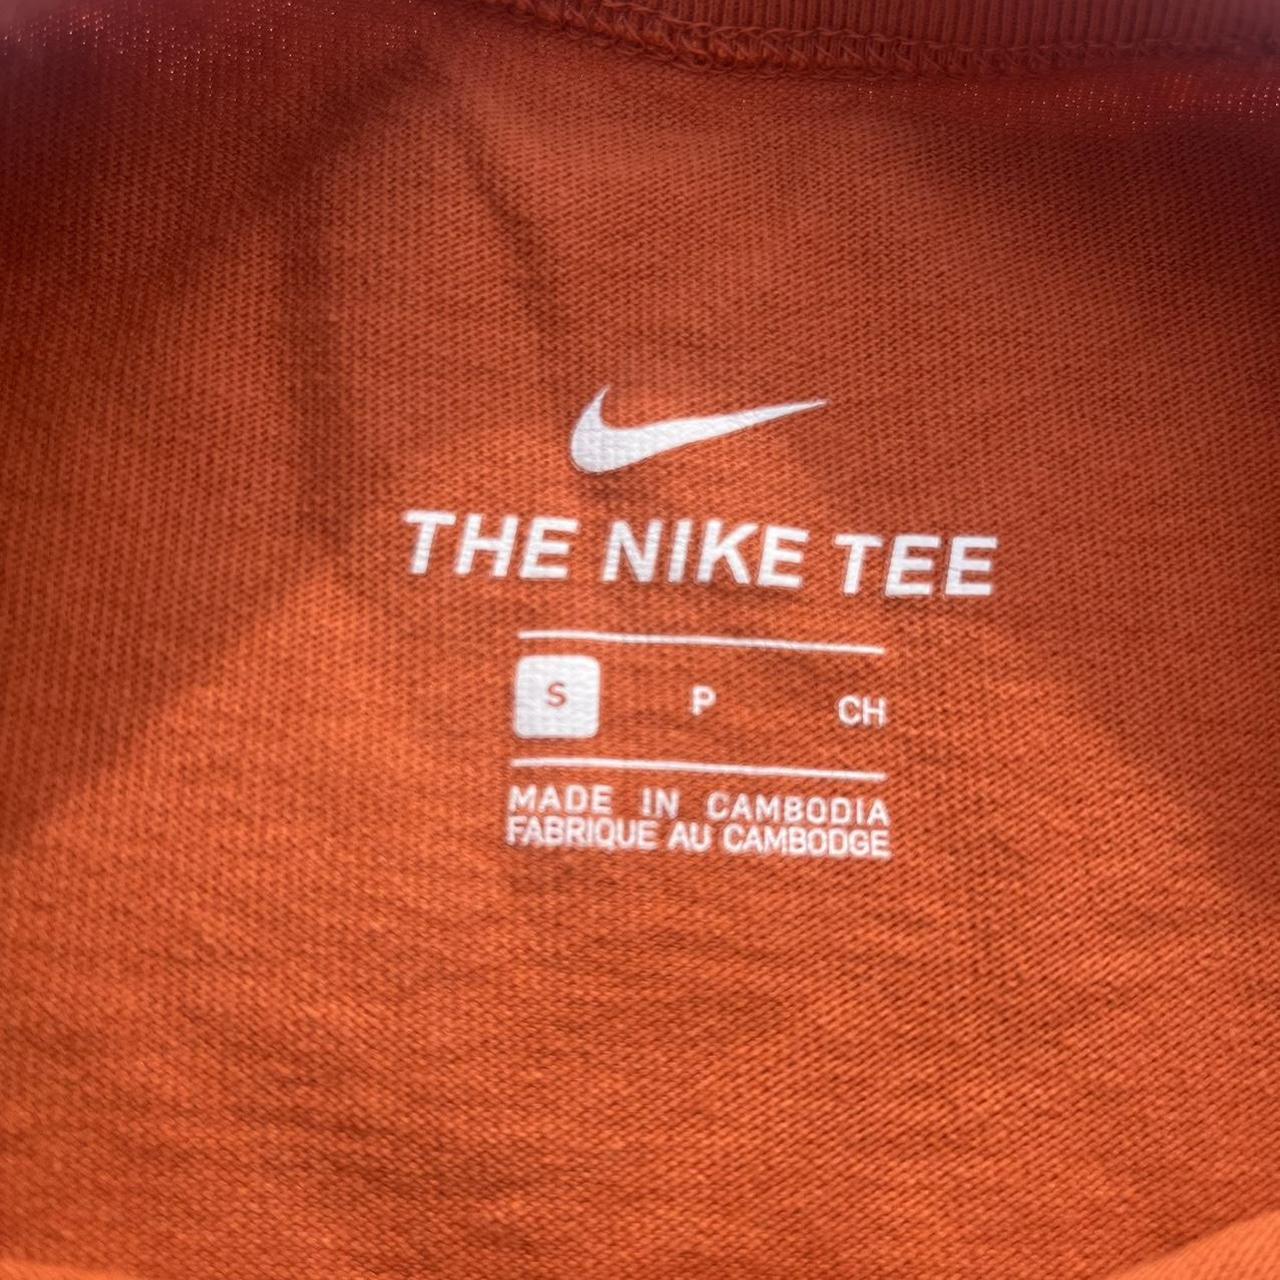 THE NIKE TEE
S P CH
MADE IN CAMBODIA
FABRIQUE AU CAMBODGE